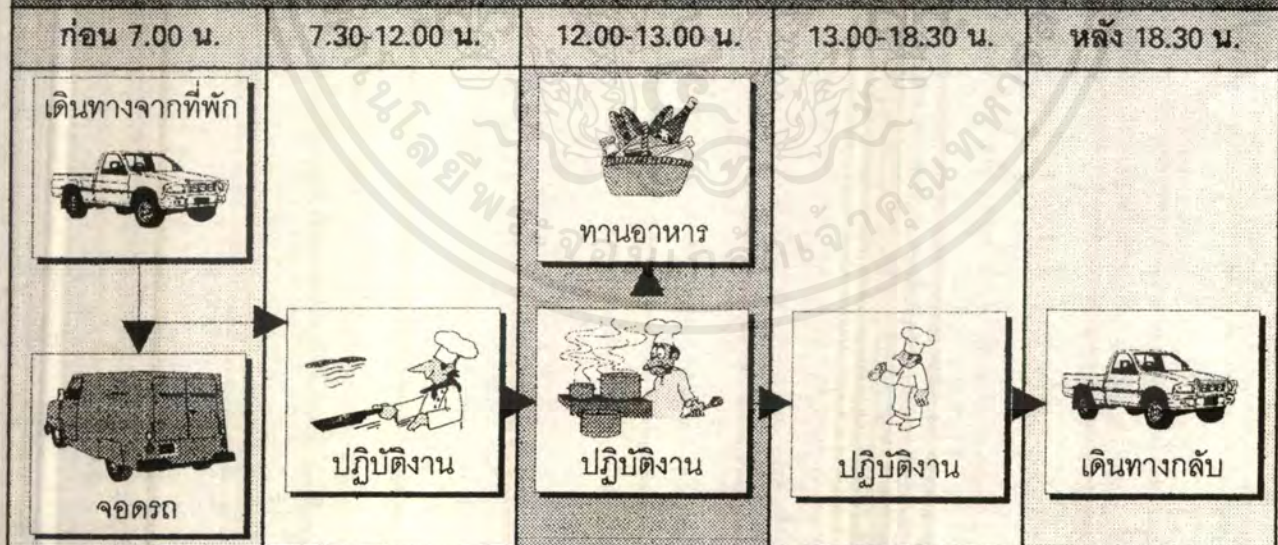 ก่อน 7.00 น.
7.30-12.00 น.
12.00-13.00 น.
13.00-18.30 น.
หลัง 18.30 น.
เดินทางจากที่พัก
ทานอาหาร
จอดรถ
ปฏิบัติงาน
ปฏิบัติงาน
ปฏิบัติงาน
เดินทางกลับ